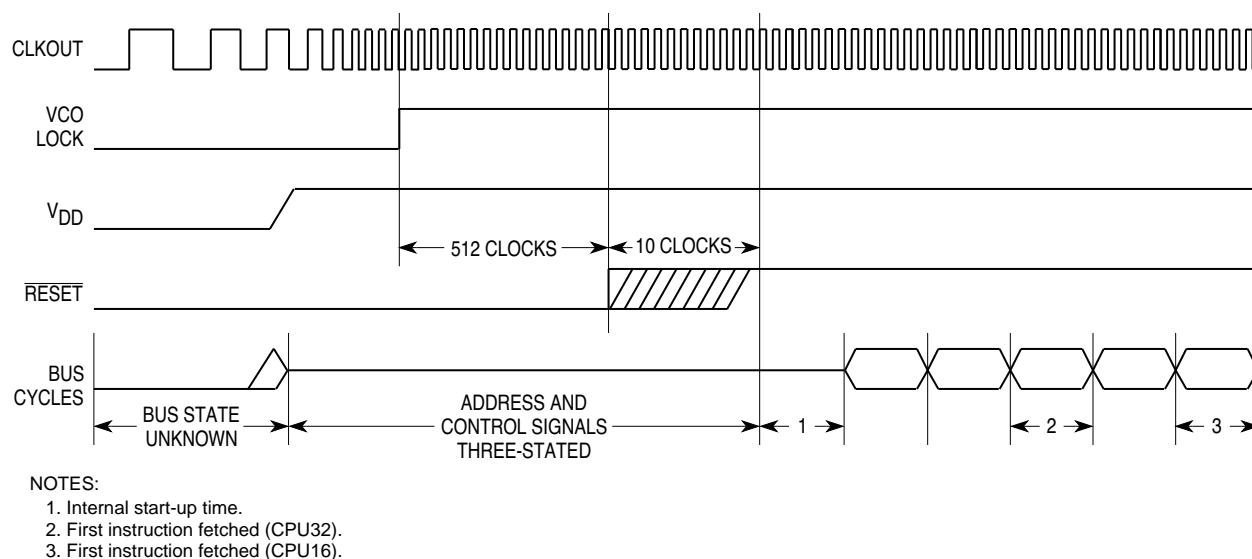 CLKOUT
VCO
LOCK
VDD
512 CLOCKS
10 CLOCKS
RESET
BUS
CYCLES
BUS STATE
UNKNOWN
ADDRESS AND
CONTROL SIGNALS
THREE-STATED
1
2
3
NOTES:
1. Internal start-up time.
2. First instruction fetched (CPU32).
3. First instruction fetched (CPU16).